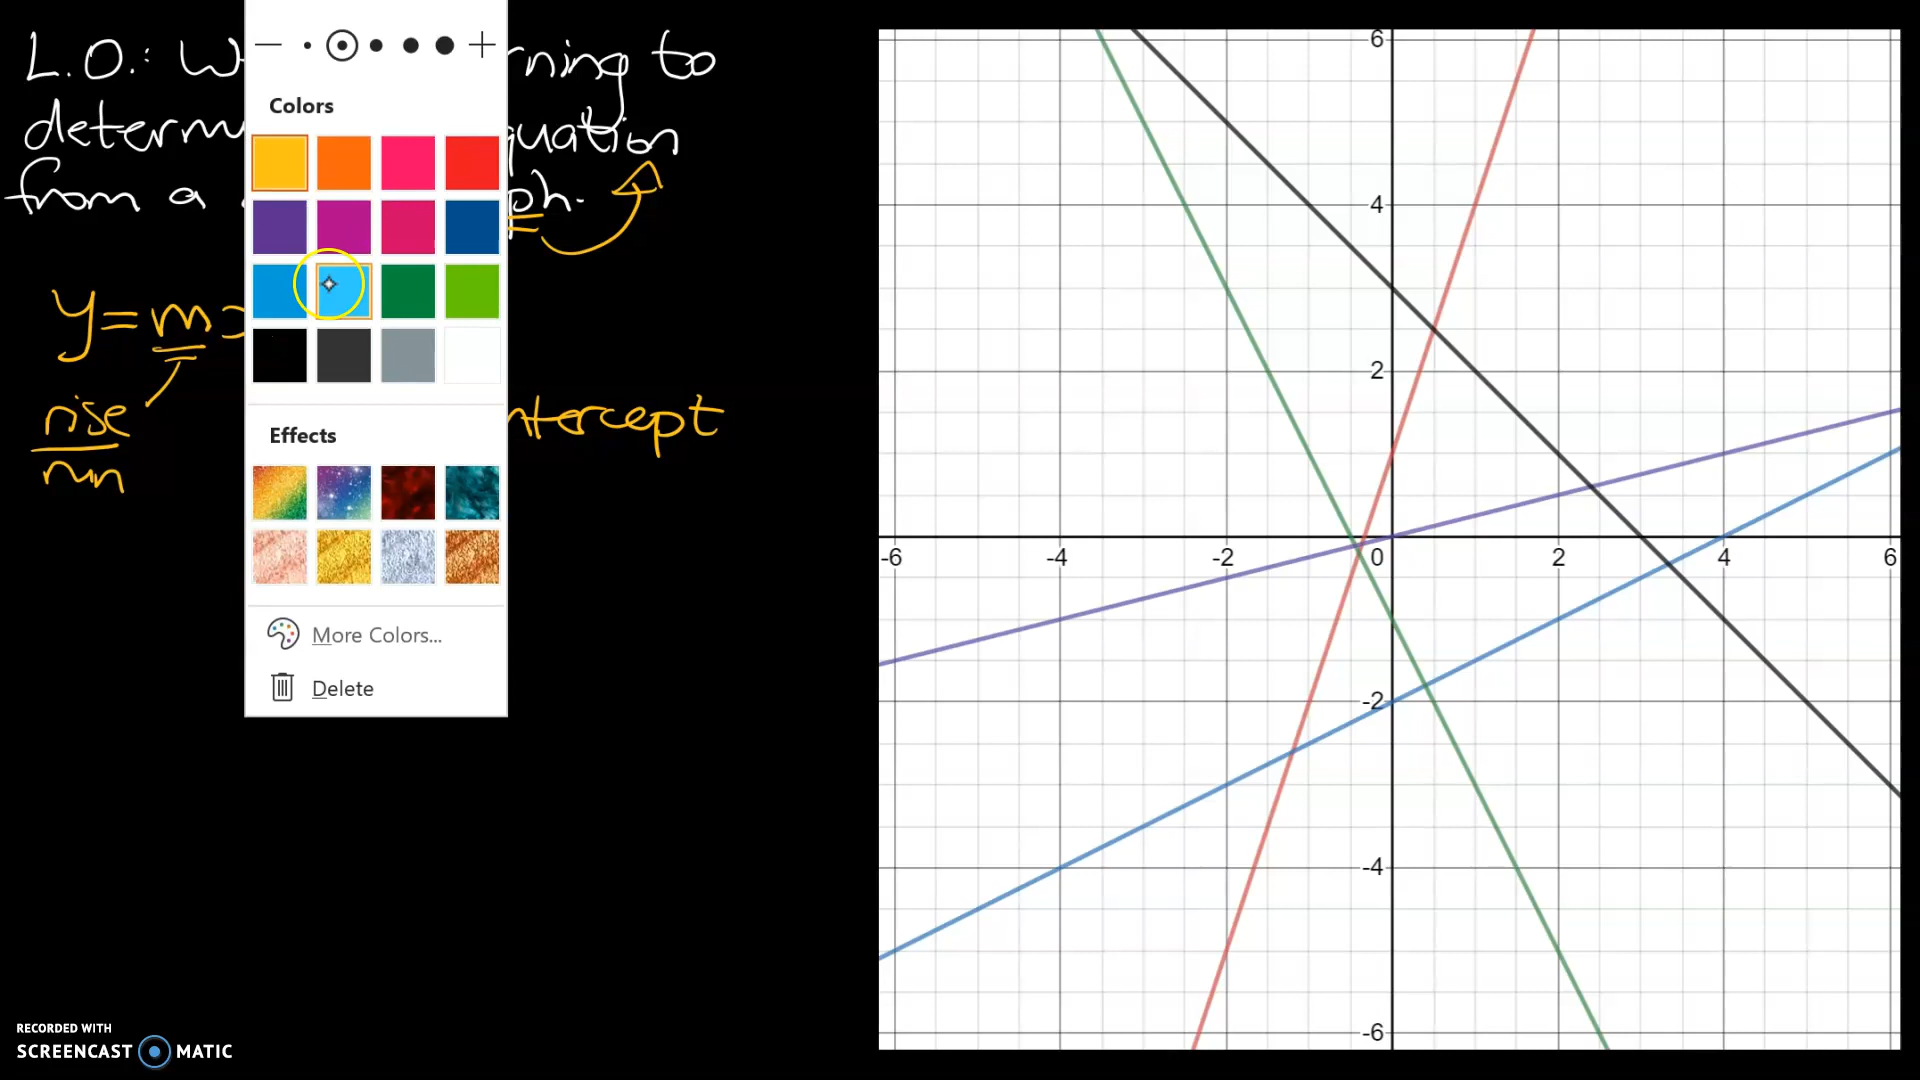 L.O.: W rning to
determ quation
from a ph.
y=m
rise
run
ntercept
Colors
Effects
More Colors...
Delete
6
4
2
-6 -4 -2 0 2 4 6
-2
-4
-6
RECORDED WITH
SCREENCAST MATIC